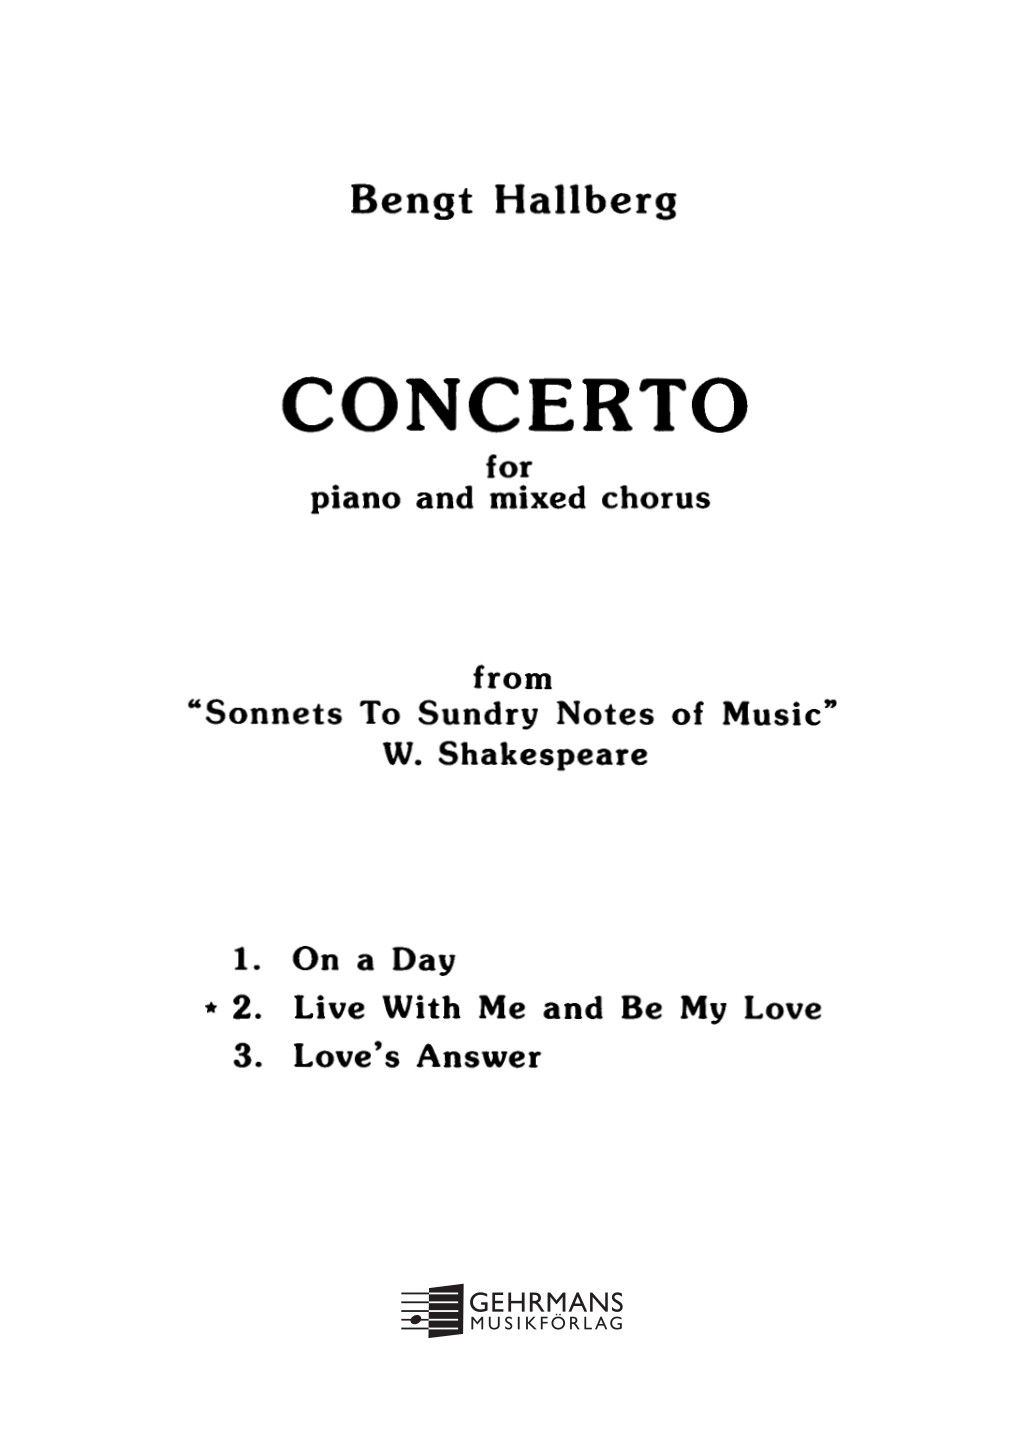 Bengt Hallberg
CONCERTO
for
piano and mixed chorus
from
“Sonnets To Sundry Notes of Music”
W. Shakespeare
1. On a Day
★ 2. Live With Me and Be My Love
3. Love’s Answer
GEHRMANS
MUSIKFÖRLAG